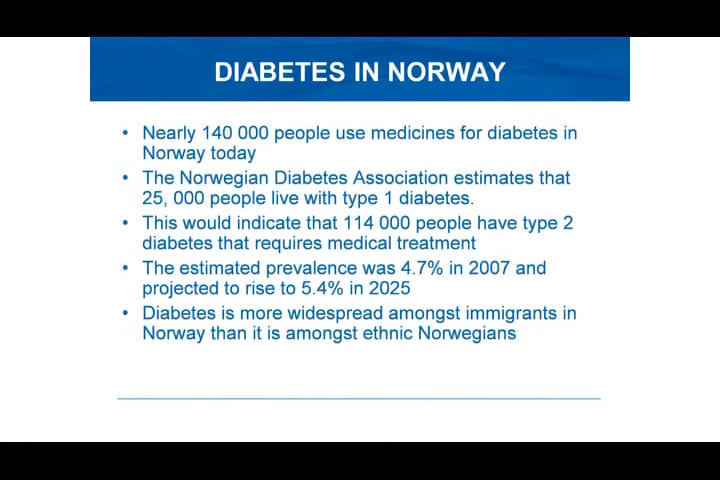 DIABETES IN NORWAY
• Nearly 140 000 people use medicines for diabetes in
Norway today
• The Norwegian Diabetes Association estimates that
25, 000 people live with type 1 diabetes.
• This would indicate that 114 000 people have type 2
diabetes that requires medical treatment
• The estimated prevalence was 4.7% in 2007 and
projected to rise to 5.4% in 2025
• Diabetes is more widespread amongst immigrants in
Norway than it is amongst ethnic Norwegians